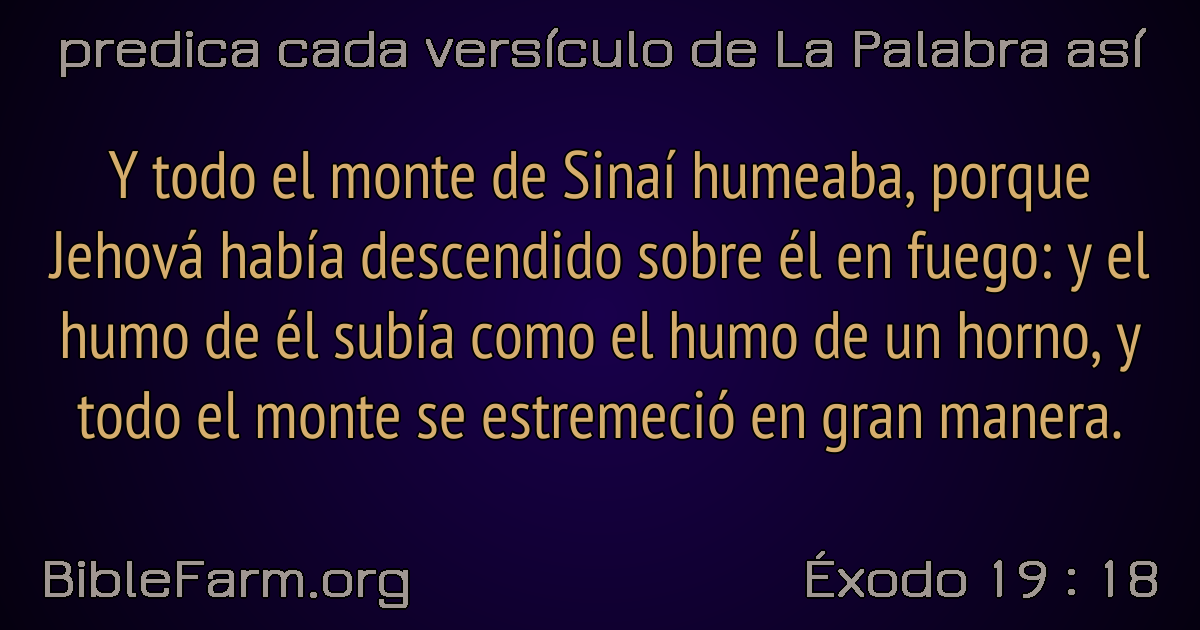 predica cada versículo de La Palabra así
Y todo el monte de Sinaí humeaba, porque
Jehová había descendido sobre él en fuego: y el
humo de él subía como el humo de un horno, y
todo el monte se estremeció en gran manera.
BibleFarm.org
Éxodo 19 : 18